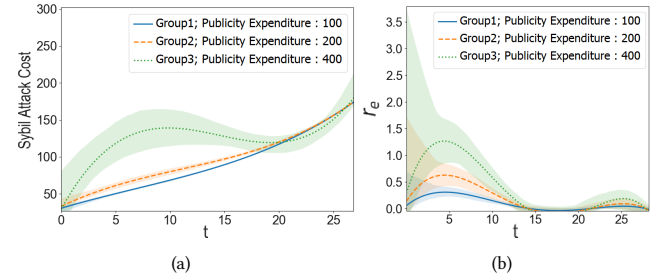 Group1; Publicity Expenditure : 100
Group2; Publicity Expenditure : 200
Group3; Publicity Expenditure : 400
Sybil Attack Cost
300
250
200
150
100
50
0 5 10 15 20 25
t
(a)
Group1; Publicity Expenditure : 100
Group2; Publicity Expenditure : 200
Group3; Publicity Expenditure : 400
r_e
3.5
3.0
2.5
2.0
1.5
1.0
0.5
0.0
5 10 15 20 25
t
(b)